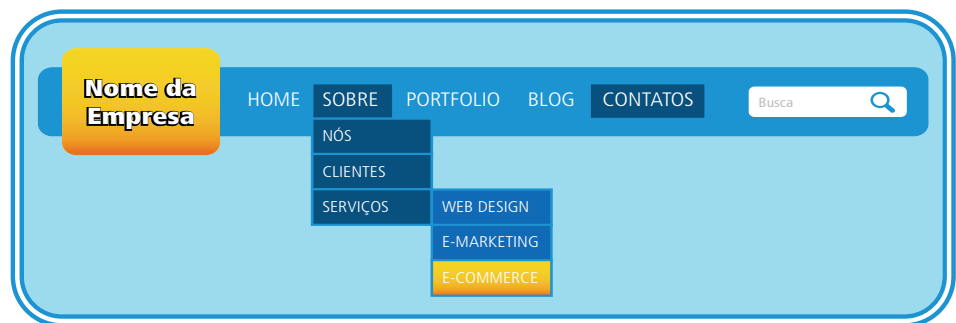 Nome da
Empresa
HOME SOBRE PORTFOLIO BLOG CONTATOS Busca
NÓS
CLIENTES
SERVIÇOS
WEB DESIGN
E-MARKETING
E-COMMERCE